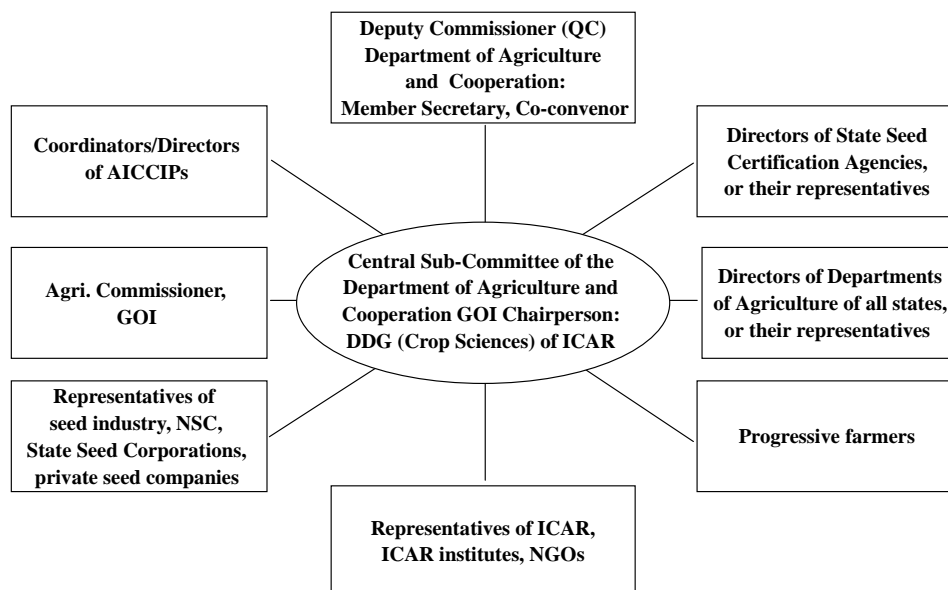 Deputy Commissioner (QC)
Department of Agriculture
and Cooperation:
Member Secretary, Co-convenor
Coordinators/Directors
of AICCIPs
Directors of State Seed
Certification Agencies,
or their representatives
Central Sub-Committee of the
Department of Agriculture and
Cooperation GOI Chairperson:
DDG (Crop Sciences) of ICAR
Agri. Commissioner,
GOI
Directors of Departments
of Agriculture of all states,
or their representatives
Representatives of
seed industry, NSC,
State Seed Corporations,
private seed companies
Progressive farmers
Representatives of ICAR,
ICAR institutes, NGOs